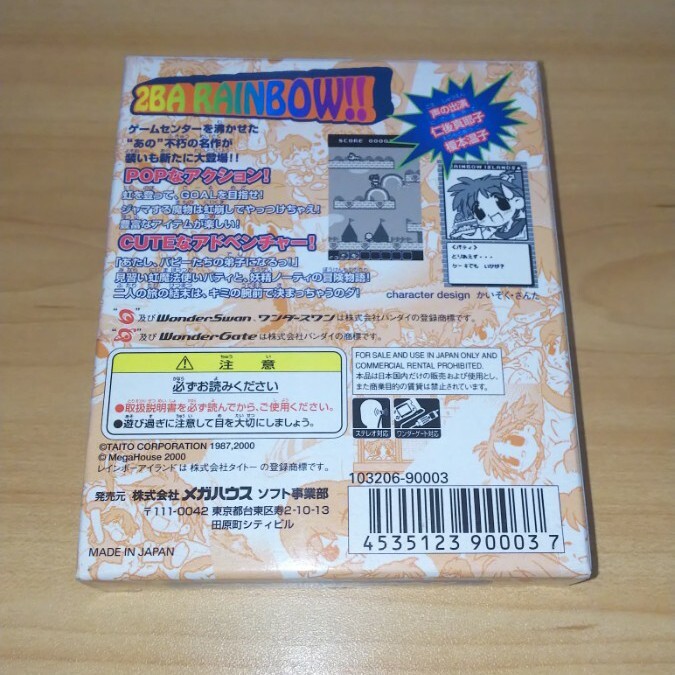 2BA RAINBOW!!
ゲームセンターを沸かせた
“あの”不朽の名作が
装いも新たに大登場!!
POPなアクション!
虹を登って、GOALを目指せ!
ジャマする魔物は虹崩してやっつけちゃえ!
豊富なアイテムが楽しい!
CUTEなアドベンチャー!
「あたし、バビーたちの弟子になるっ!」
見習い虹魔法使いパティと、妖精ノーティの冒険物語!
二人の旅の結末は、キミの腕前で決まっちゃうのダ!
声の出演
仁後真耶子
榎本温子
SCORE
RAINBOW ISLANDS
<パティ>
とりあえず・・・
ケーキでも
character design かいぞく・さんた
及びWonderSwan、ワンダースワンは株式会社バンダイの登録商標です。
及びWonderGateは株式会社バンダイの登録商標です。
注意
必ずお読みください
●取扱説明書を必ず読んでから、ご使用ください。
●遊び過ぎに注意して目を大切にしましょう。
FOR SALE AND USE IN JAPAN ONLY AND
COMMERCIAL RENTAL PROHIBITED.
本品は日本国内だけの販売および使用とし、
また商業目的の賃貸は禁止されています。
ステレオ対応
ワンダーゲート対応
©TAITO CORPORATION 1987,2000
© MegaHouse 2000
レインボーアイランドは株式会社タイトーの登録商標です。
103206-90003
発売元 株式会社メガハウス ソフト事業部
〒111-0042 東京都台東区寿2-10-13
田原町シティビル
MADE IN JAPAN
4535123900037